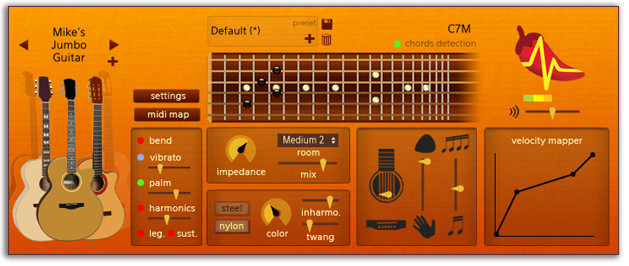 Mike's
Jumbo
Guitar
Default (*)
preset
C7M
chords detection
settings
midi map
bend
vibrato
palm
harmonics
leg. sust.
impedance
Medium 2
room
mix
steel
nylon
color
inharmo.
twang
velocity mapper